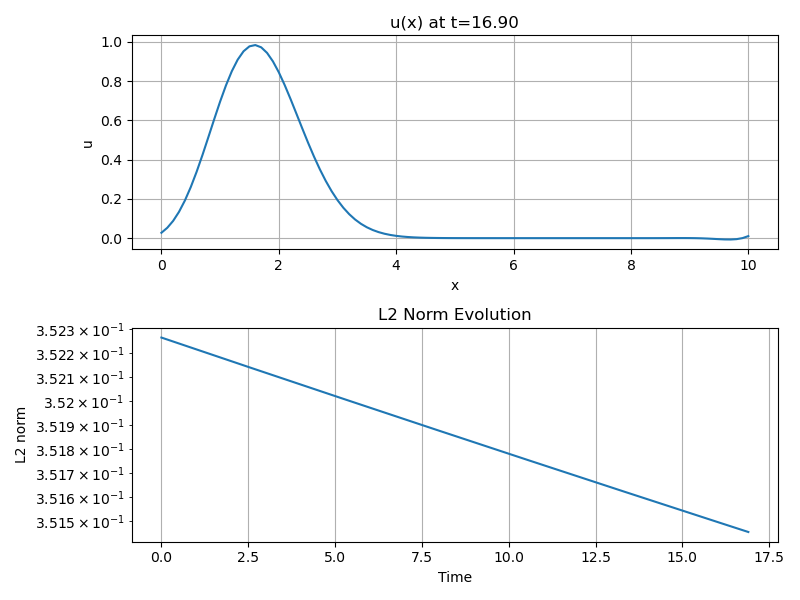 u(x) at t=16.90
u
1.0
0.8
0.6
0.4
0.2
0.0
0 2 4 6 8 10
x
L2 Norm Evolution
L2 norm
3.523 × 10⁻¹
3.522 × 10⁻¹
3.521 × 10⁻¹
3.52 × 10⁻¹
3.519 × 10⁻¹
3.518 × 10⁻¹
3.517 × 10⁻¹
3.516 × 10⁻¹
3.515 × 10⁻¹
0.0 2.5 5.0 7.5 10.0 12.5 15.0 17.5
Time